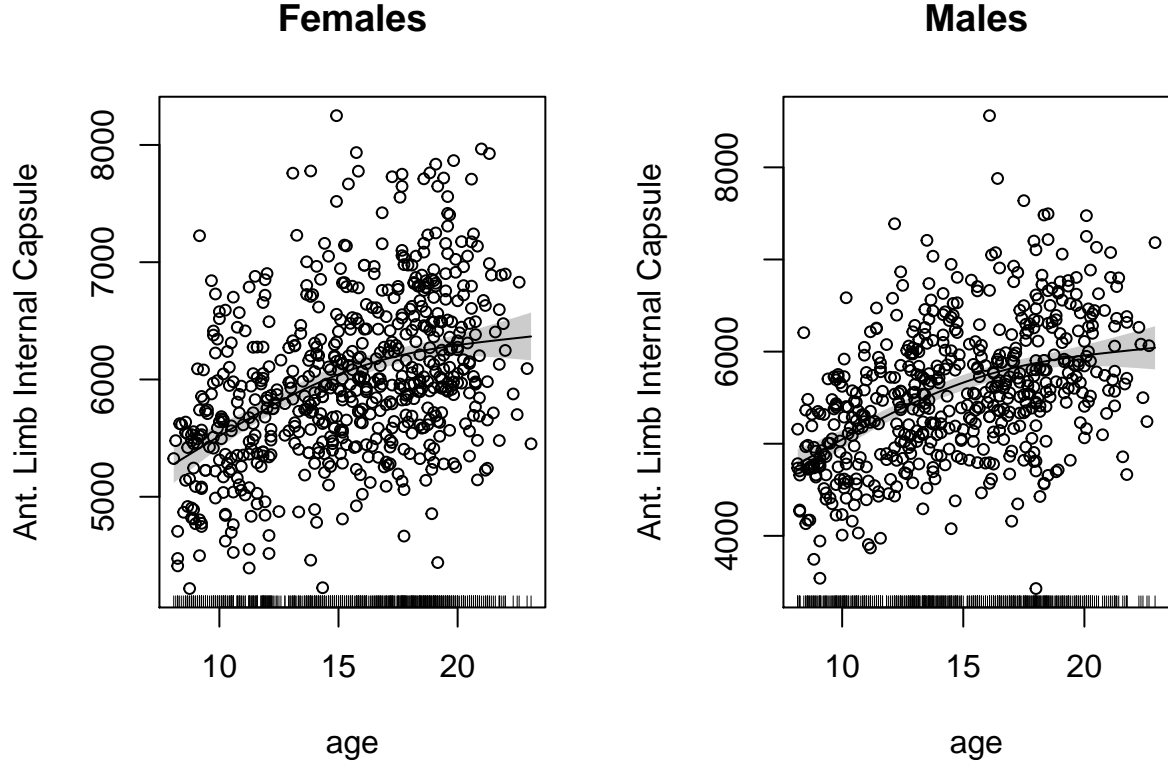 Females
Ant. Limb Internal Capsule
8000
7000
6000
5000
10 15 20
age
Males
Ant. Limb Internal Capsule
8000
6000
4000
10 15 20
age